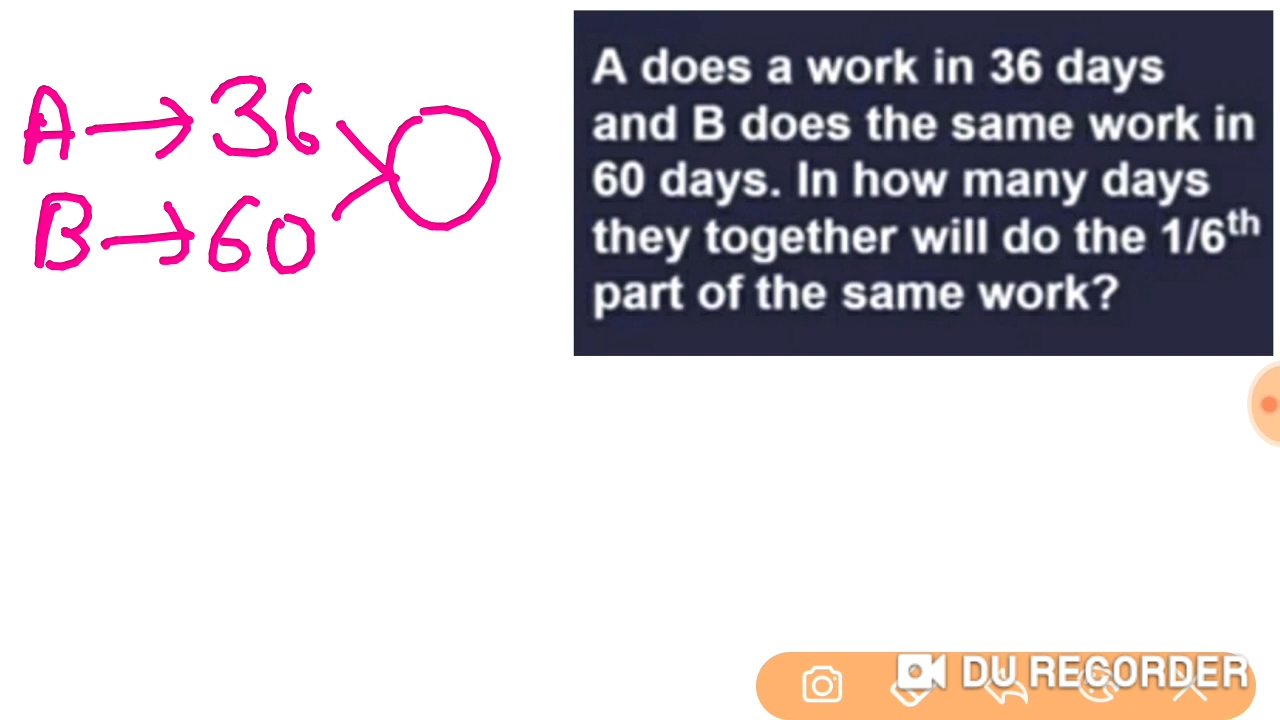 A → 36
B → 60
A does a work in 36 days
and B does the same work in
60 days. In how many days
they together will do the 1/6th
part of the same work?
DU RECORDER